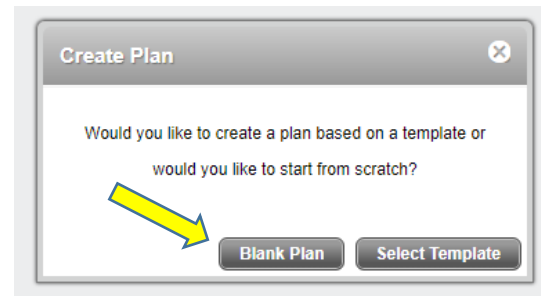 Create Plan
Would you like to create a plan based on a template or
would you like to start from scratch?
Blank Plan Select Template